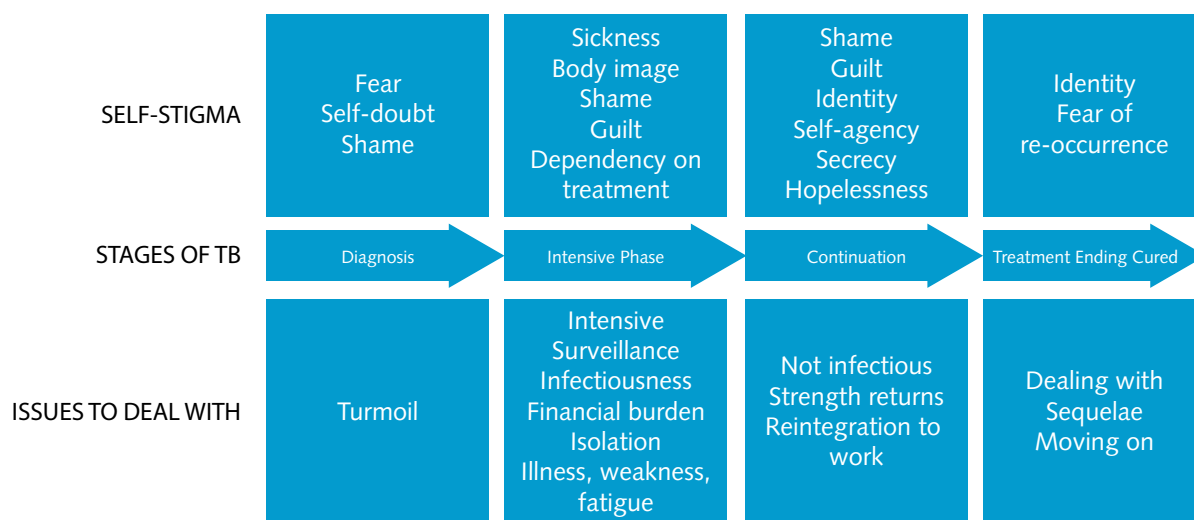 SELF-STIGMA
Fear
Self-doubt
Shame
Sickness
Body image
Shame
Guilt
Dependency on
treatment
Shame
Guilt
Identity
Self-agency
Secrecy
Hopelessness
Identity
Fear of
re-occurrence
STAGES OF TB
Diagnosis
Intensive Phase
Continuation
Treatment Ending Cured
ISSUES TO DEAL WITH
Turmoil
Intensive
Surveillance
Infectiousness
Financial burden
Isolation
Illness, weakness,
fatigue
Not infectious
Strength returns
Reintegration to
work
Dealing with
Sequelae
Moving on